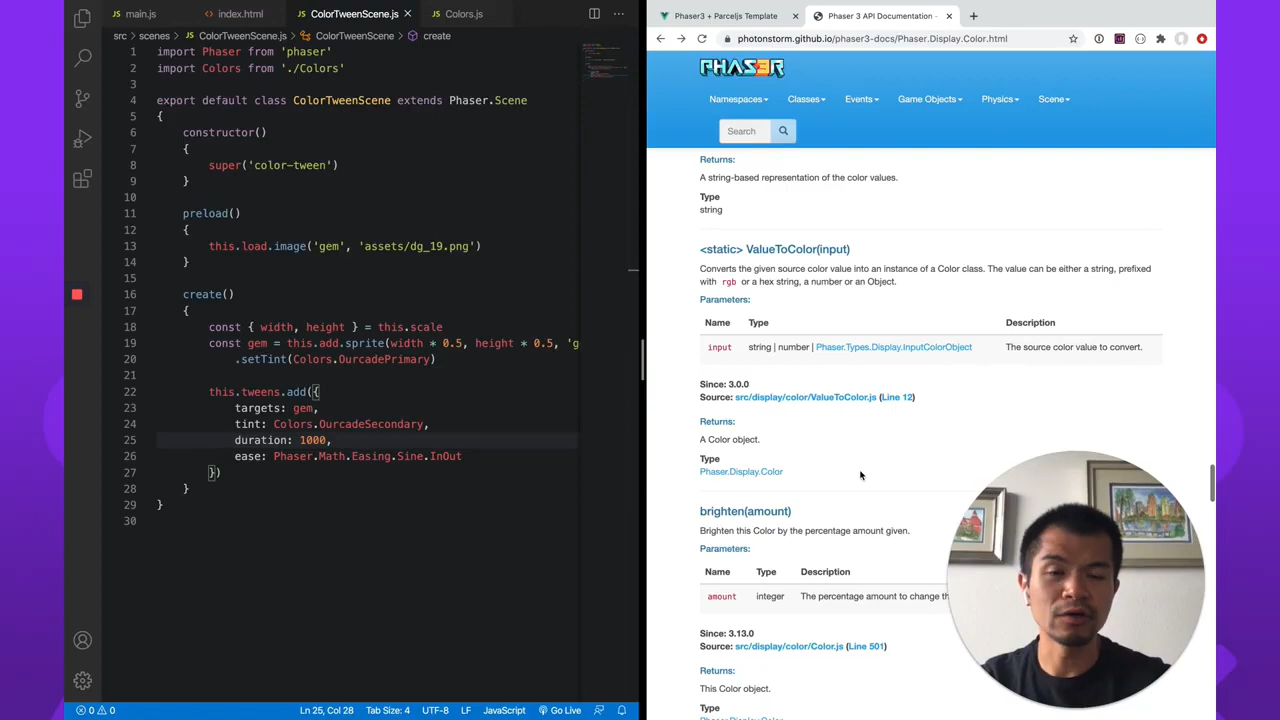 main.js
index.html
ColorTweenScene.js ×
Colors.js
src > scenes > ColorTweenScene.js > ColorTweenScene > create
1 import Phaser from 'phaser'
2 import Colors from './Colors'
3
4 export default class ColorTweenScene extends Phaser.Scene
5 {
6 constructor()
7 {
8 super('color-tween')
9 }
10
11 preload()
12 {
13 this.load.image('gem', 'assets/dg_19.png')
14 }
15
16 create()
17 {
18 const { width, height } = this.scale
19 const gem = this.add.sprite(width * 0.5, height * 0.5, 'g
20 .setTint(Colors.OurcadePrimary)
21
22 this.tweens.add({
23 targets: gem,
24 tint: Colors.OurcadeSecondary,
25 duration: 1000,
26 ease: Phaser.Math.Easing.Sine.InOut
27 })
28 }
29 }
30
0 0
Ln 25, Col 28
Tab Size: 4
UTF-8
LF
JavaScript
Go Live
Phaser3 + Parceljs Template ×
Phaser 3 API Documentation - ×
photonstorm.github.io/phaser3-docs/Phaser.Display.Color.html
PHASER
Namespaces
Classes
Events
Game Objects
Physics
Scene
Search
Returns:
A string-based representation of the color values.
Type
string
<static> ValueToColor(input)
Converts the given source color value into an instance of a Color class. The value can be either a string, prefixed
with rgb or a hex string, a number or an Object.
Parameters:
Name Type Description
input string | number | Phaser.Types.Display.InputColorObject The source color value to convert.
Since: 3.0.0
Source: src/display/color/ValueToColor.js (Line 12)
Returns:
A Color object.
Type
Phaser.Display.Color
brighten(amount)
Brighten this Color by the percentage amount given.
Parameters:
Name Type Description
amount integer The percentage amount to change th
Since: 3.13.0
Source: src/display/color/Color.js (Line 501)
Returns:
This Color object.
Type
Phaser.Display.Color